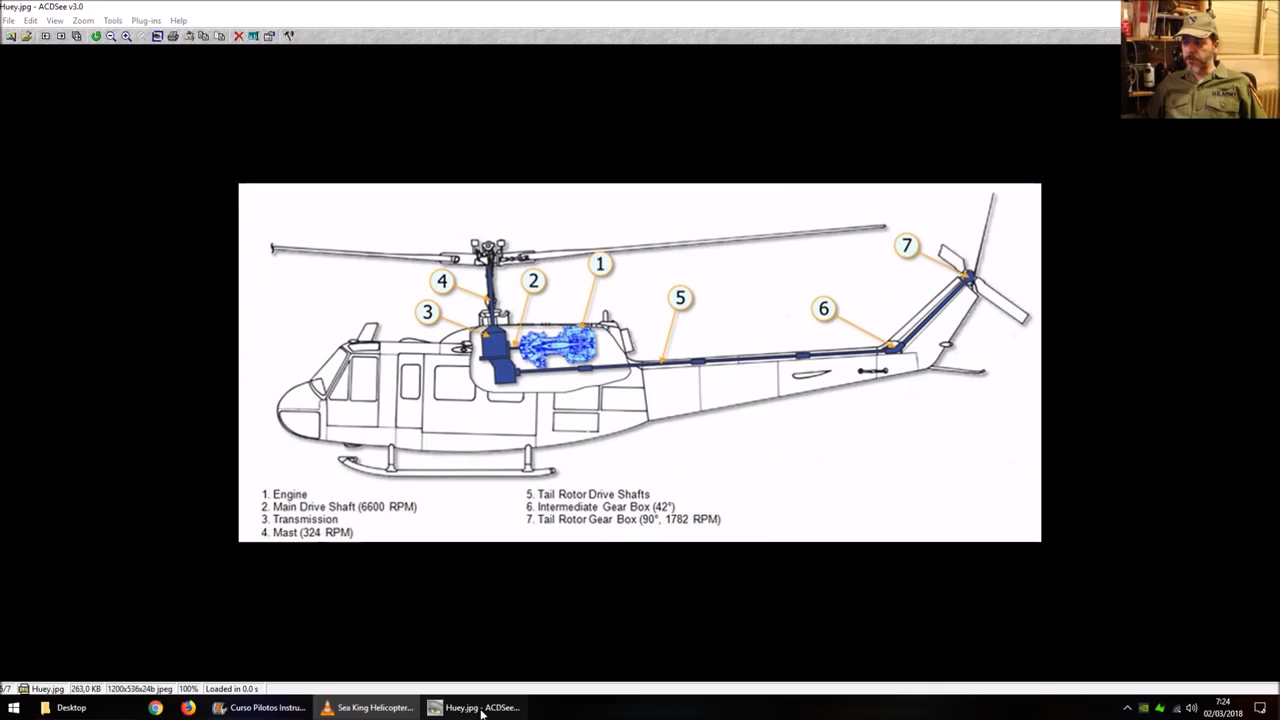 Huey.jpg - ACDSee v3.0
File Edit View Zoom Tools Plug-ins Help
U.S. ARMY
7
1
2
4
5
6
3
1. Engine
2. Main Drive Shaft (6600 RPM)
3. Transmission
4. Mast (324 RPM)
5. Tail Rotor Drive Shafts
6. Intermediate Gear Box (42°)
7. Tail Rotor Gear Box (90°, 1782 RPM)
5/7 Huey.jpg 263,0 KB 1200x536x24b jpeg 100% Loaded in 0.0 s
Desktop Curso Pilotos Instru... Sea King Helicopter... Huey.jpg - ACDSee... 7:24
02/03/2018